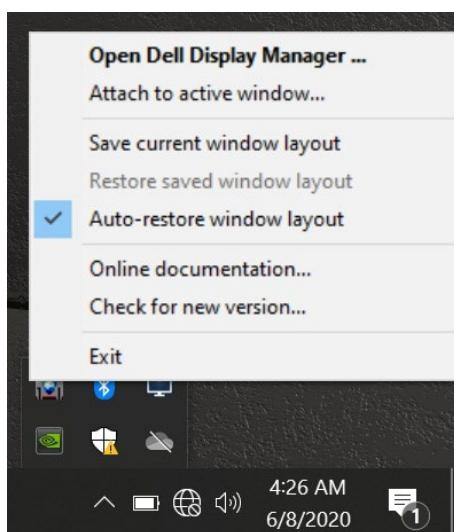 Open Dell Display Manager ...
Attach to active window...
Save current window layout
Restore saved window layout
Auto-restore window layout
Online documentation...
Check for new version...
Exit
4:26 AM
6/8/2020
1